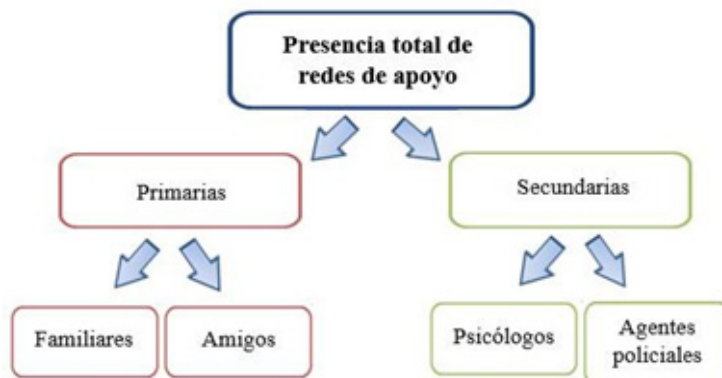 Presencia total de
redes de apoyo
Primarias
Secundarias
Familiares
Amigos
Psicólogos
Agentes
policiales